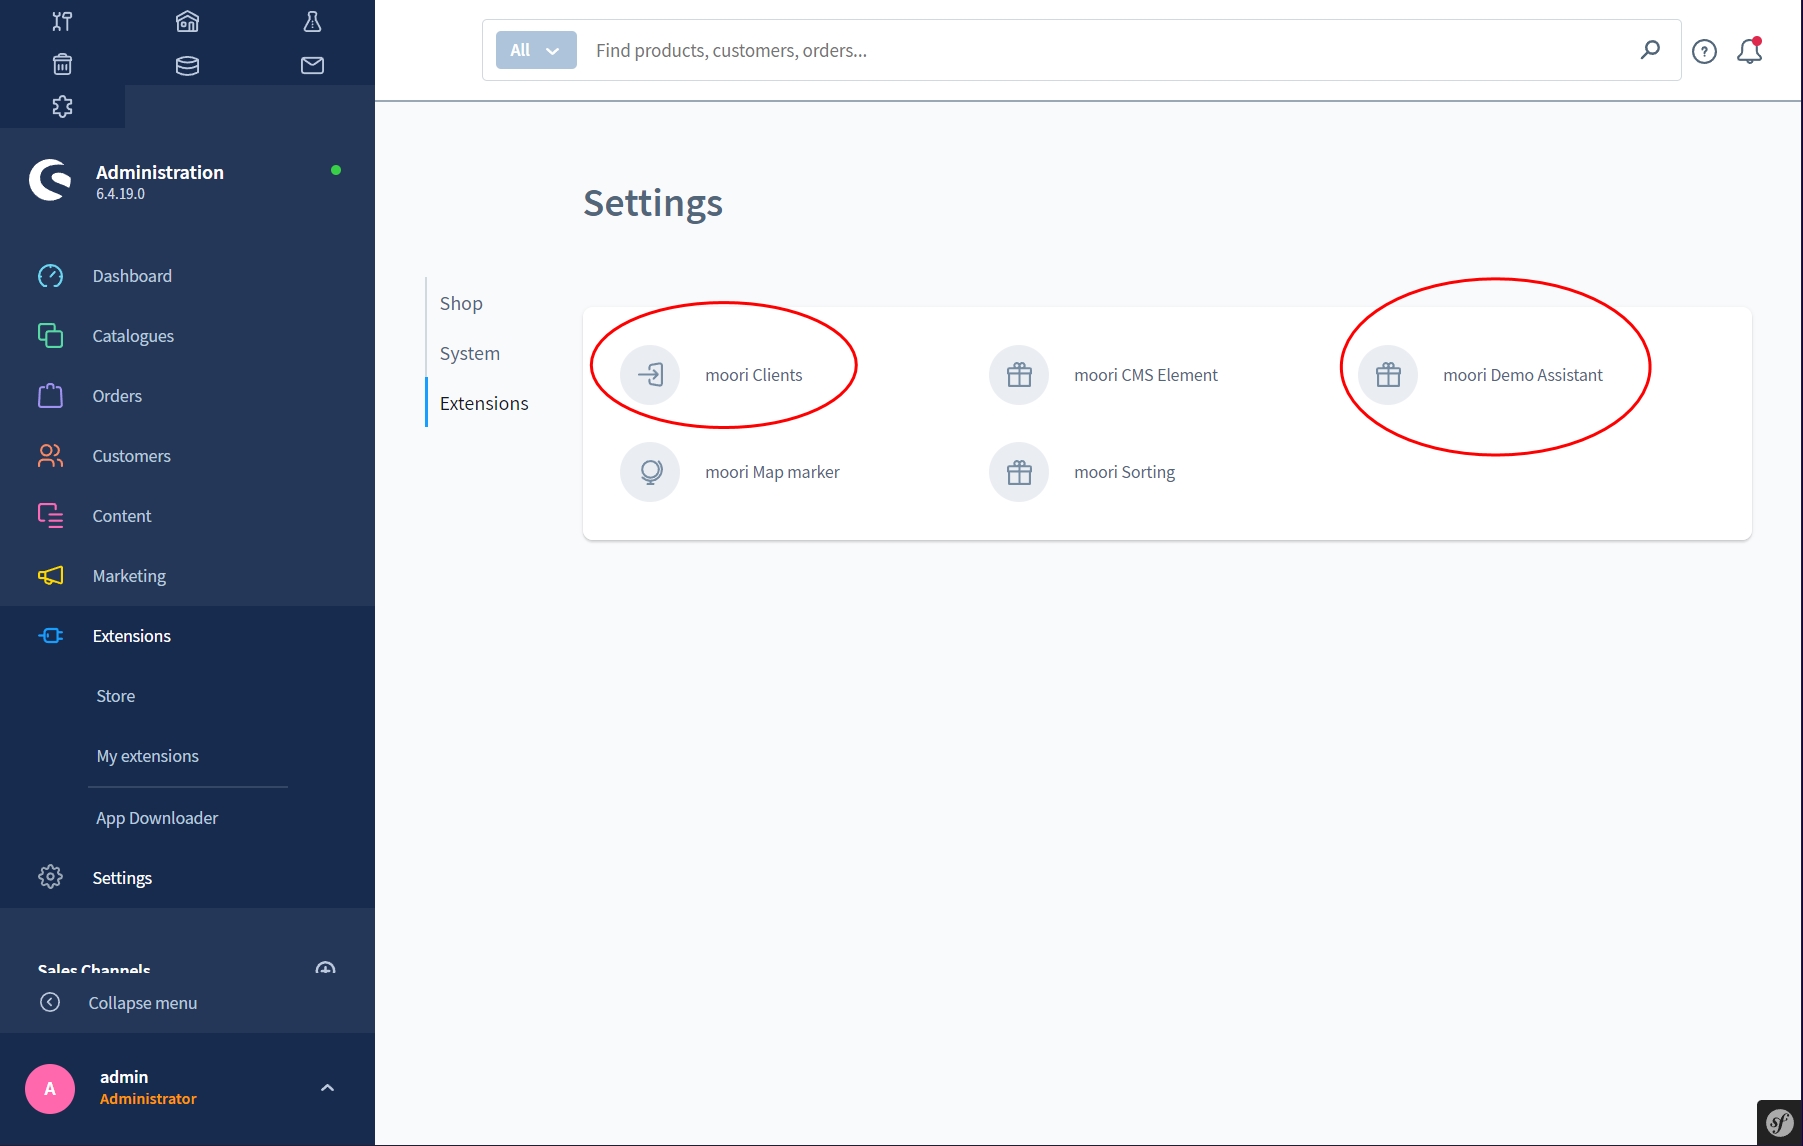 All
Find products, customers, orders...
Administration
6.4.19.0
Settings
Dashboard
Catalogues
Orders
Customers
Content
Marketing
Extensions
Store
My extensions
App Downloader
Settings
Sales Channels
Collapse menu
A
admin
Administrator
Shop
System
Extensions
moori Clients
moori CMS Element
moori Demo Assistant
moori Map marker
moori Sorting
sf